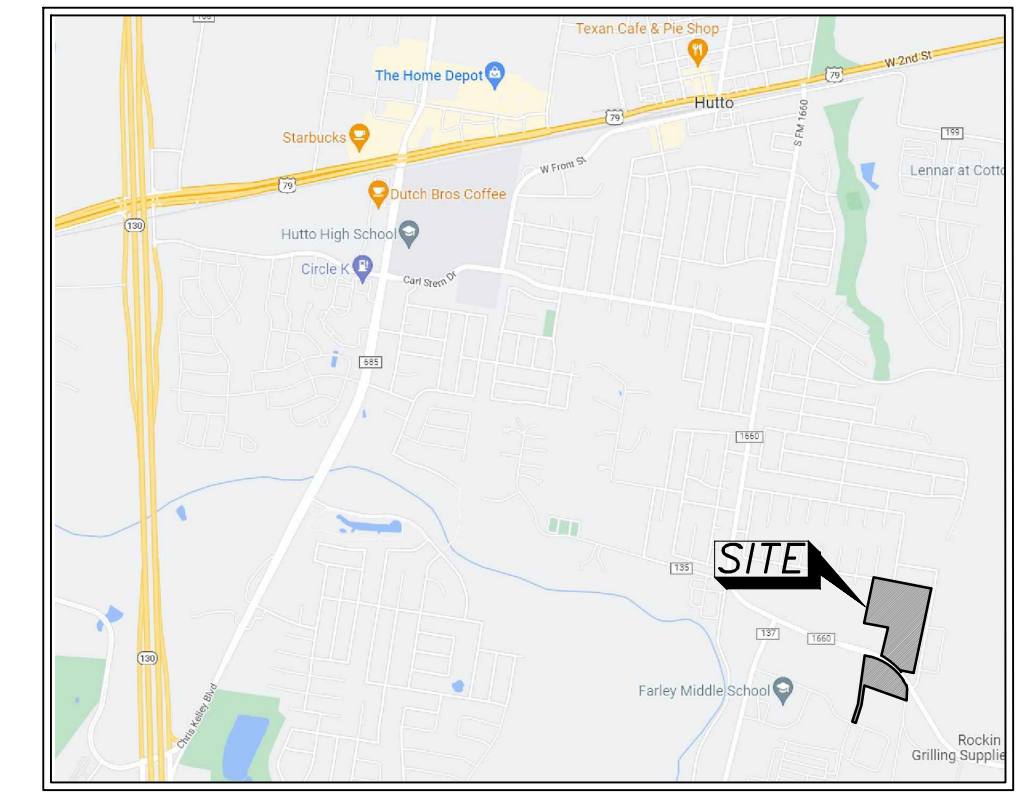 Texan Cafe & Pie Shop
W 2nd St
79
The Home Depot
79
Hutto
79
S FM 1660
199
Starbucks
W Front St
Lennar at Cotto
79
Dutch Bros Coffee
130
Hutto High School
Circle K
Carl Stern Dr
685
1660
SITE
135
137
1660
130
Farley Middle School
Chris Kelley Blvd
Rockin
Grilling Supplie